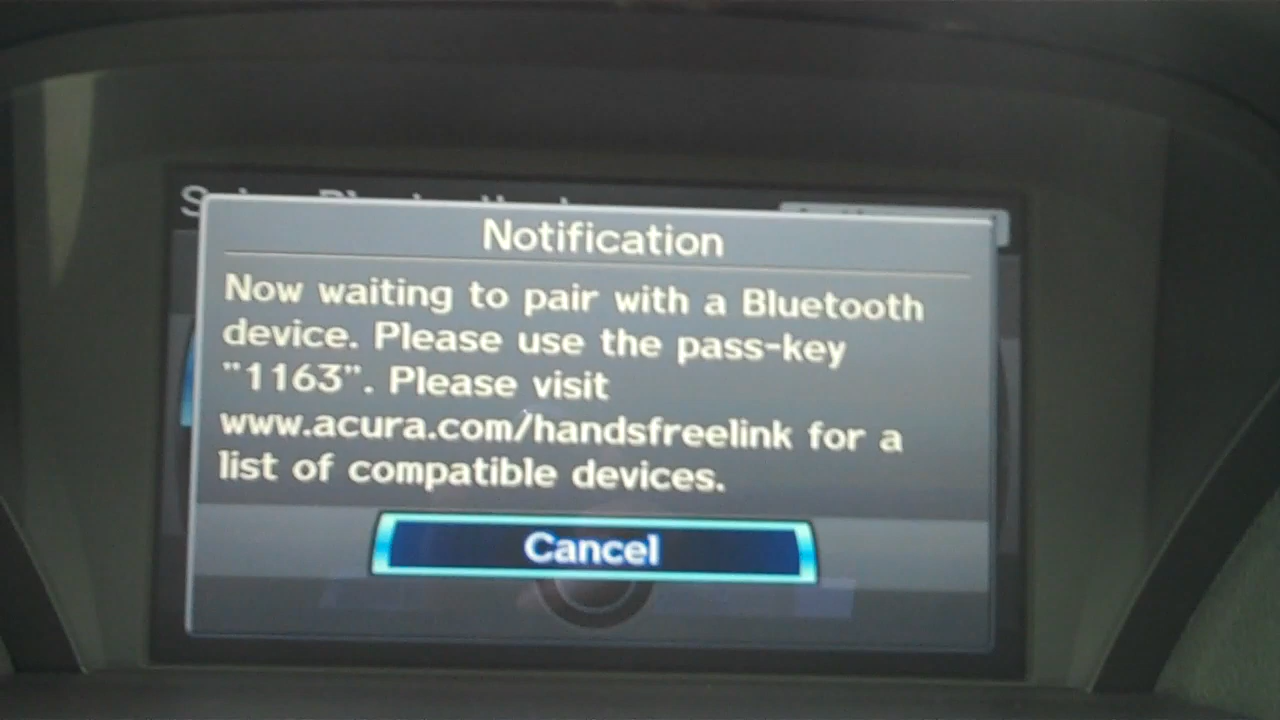 Notification
Now waiting to pair with a Bluetooth
device. Please use the pass-key
"1163". Please visit
www.acura.com/handsfreelink for a
list of compatible devices.
Cancel